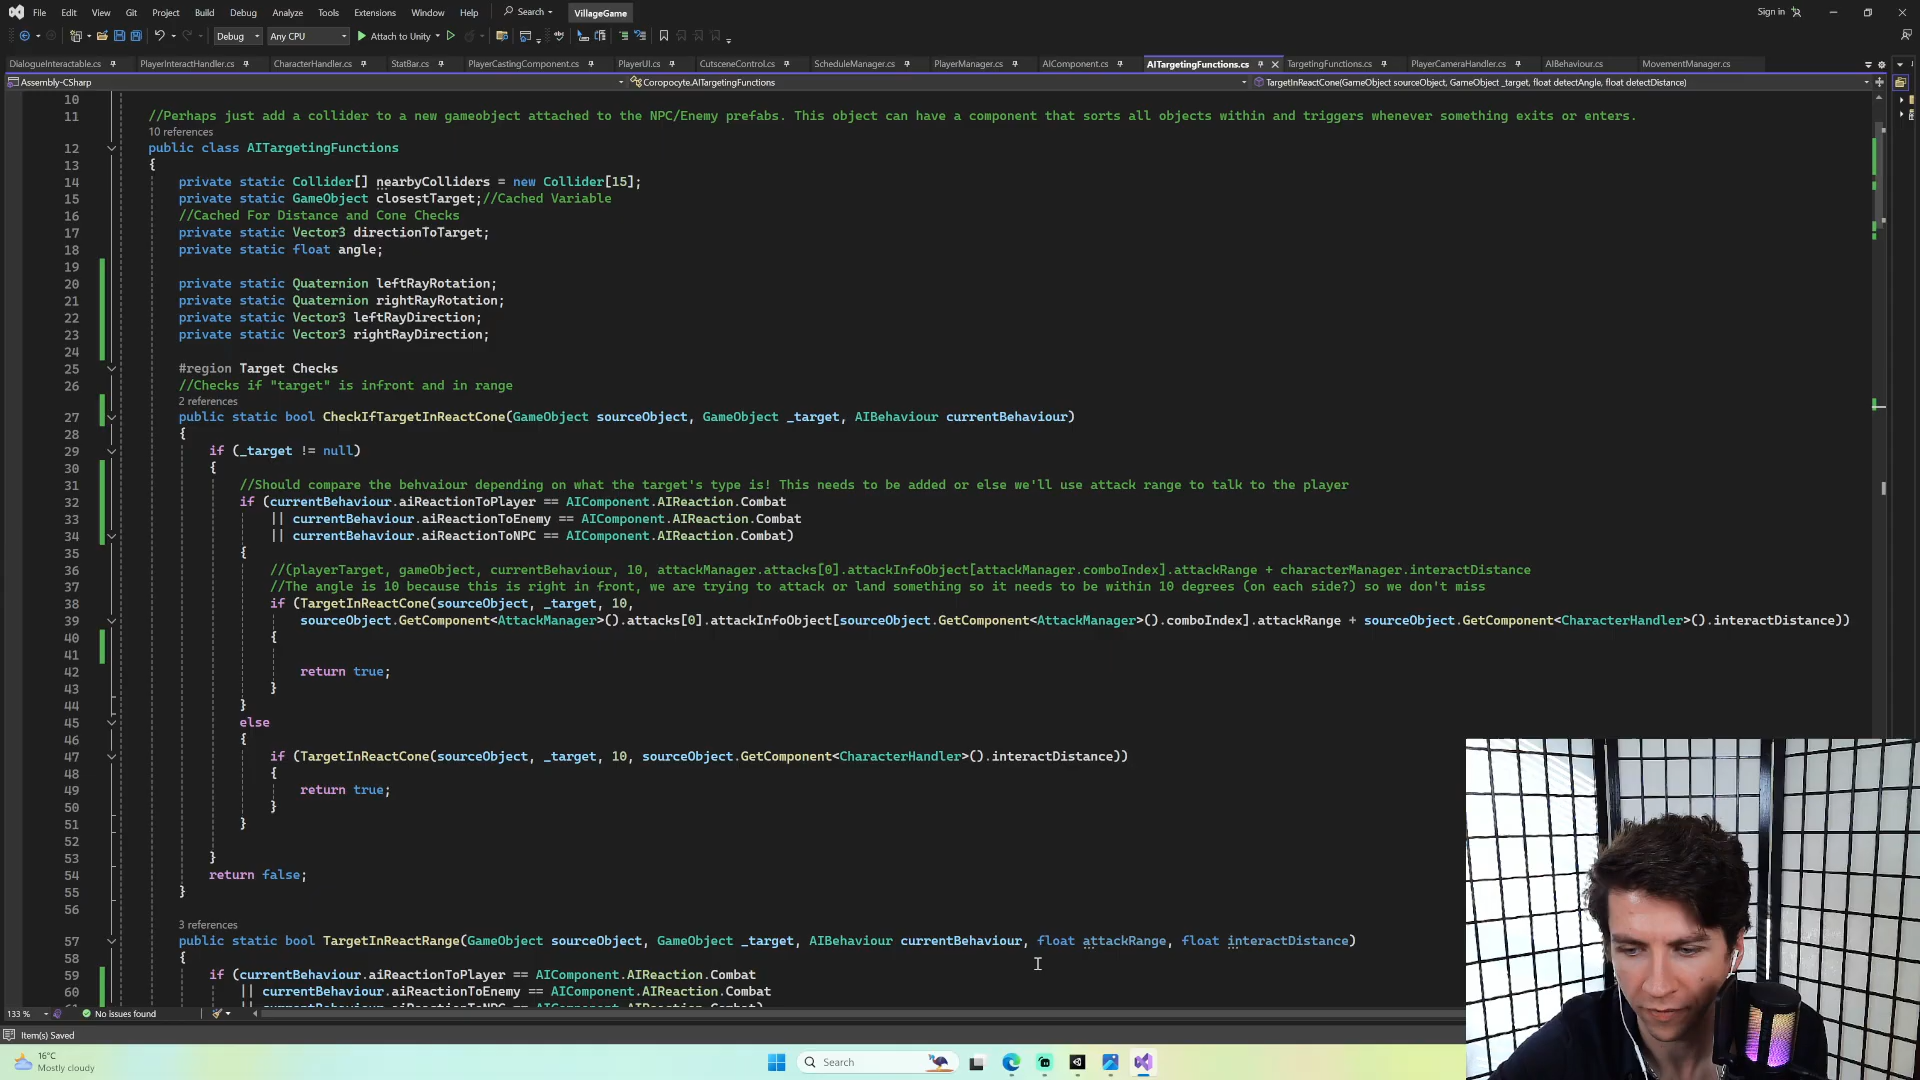 File Edit View Git Project Build Debug Analyze Tools Extensions Window Help Search VillageGame Sign in
Debug Any CPU Attach to Unity
DialogueInteractable.cs PlayerInteractHandler.cs CharacterHandler.cs StatBar.cs PlayerCastingComponent.cs PlayerUI.cs CutsceneControl.cs ScheduleManager.cs PlayerManager.cs AIComponent.cs AITargetingFunctions.cs TargetingFunctions.cs PlayerCameraHandler.cs AIBehaviour.cs MovementManager.cs
Assembly-CSharp Coropocyte.AITargetingFunctions TargetInReactCone(GameObject sourceObject, GameObject _target, float detectAngle, float detectDistance)
10
11 //Perhaps just add a collider to a new gameobject attached to the NPC/Enemy prefabs. This object can have a component that sorts all objects within and triggers whenever something exits or enters.
10 references
12 public class AITargetingFunctions
13 {
14 private static Collider[] nearbyColliders = new Collider[15];
15 private static GameObject closestTarget;//Cached Variable
16 //Cached For Distance and Cone Checks
17 private static Vector3 directionToTarget;
18 private static float angle;
19
20 private static Quaternion leftRayRotation;
21 private static Quaternion rightRayRotation;
22 private static Vector3 leftRayDirection;
23 private static Vector3 rightRayDirection;
24
25 #region Target Checks
26 //Checks if "target" is infront and in range
2 references
27 public static bool CheckIfTargetInReactCone(GameObject sourceObject, GameObject _target, AIBehaviour currentBehaviour)
28 {
29 if (_target != null)
30 {
31 //Should compare the behvaiour depending on what the target's type is! This needs to be added or else we'll use attack range to talk to the player
32 if (currentBehaviour.aiReactionToPlayer == AIComponent.AIReaction.Combat
33 || currentBehaviour.aiReactionToEnemy == AIComponent.AIReaction.Combat
34 || currentBehaviour.aiReactionToNPC == AIComponent.AIReaction.Combat)
35 {
36 //(playerTarget, gameObject, currentBehaviour, 10, attackManager.attacks[0].attackInfoObject[attackManager.comboIndex].attackRange + characterManager.interactDistance
37 //The angle is 10 because this is right in front, we are trying to attack or land something so it needs to be within 10 degrees (on each side?) so we don't miss
38 if (TargetInReactCone(sourceObject, _target, 10,
39 sourceObject.GetComponent<AttackManager>().attacks[0].attackInfoObject[sourceObject.GetComponent<AttackManager>().comboIndex].attackRange + sourceObject.GetComponent<CharacterHandler>().interactDistance))
40 {
41
42 return true;
43 }
44 }
45 else
46 {
47 if (TargetInReactCone(sourceObject, _target, 10, sourceObject.GetComponent<CharacterHandler>().interactDistance))
48 {
49 return true;
50 }
51 }
52
53 }
54 return false;
55 }
56
3 references
57 public static bool TargetInReactRange(GameObject sourceObject, GameObject _target, AIBehaviour currentBehaviour, float attackRange, float interactDistance)
58 {
59 if (currentBehaviour.aiReactionToPlayer == AIComponent.AIReaction.Combat
60 || currentBehaviour.aiReactionToEnemy == AIComponent.AIReaction.Combat
|| currentBehaviour.aiReactionToNPC == AIComponent.AIReaction.Combat)
133 % No issues found
Item(s) Saved
16°C
Mostly cloudy
Search